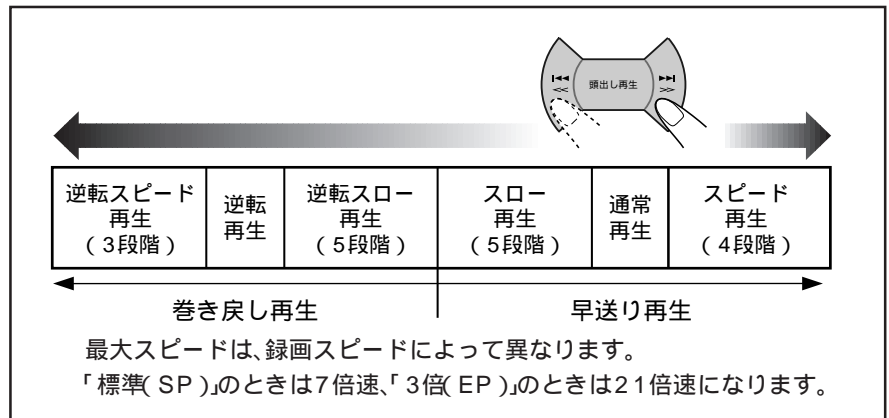 |◀◀ 頭出し再生 ▶▶|
<< >>
逆転スピード
再生
(3段階)
逆転
再生
逆転スロー
再生
(5段階)
スロー
再生
(5段階)
通常
再生
スピード
再生
(4段階)
巻き戻し再生
早送り再生
最大スピードは、録画スピードによって異なります。
「標準(SP)」のときは7倍速、「3倍(EP)」のときは21倍速になります。